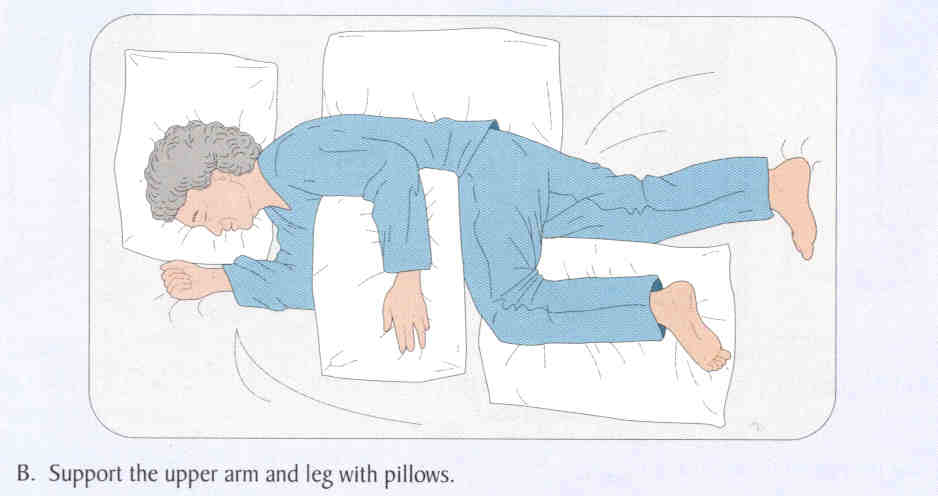 B. Support the upper arm and leg with pillows.